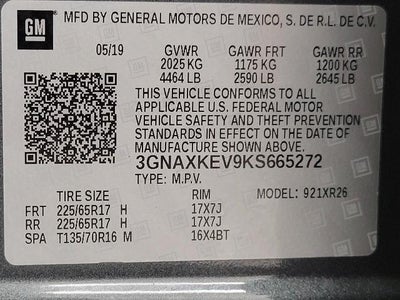 GM
MFD BY GENERAL MOTORS DE MEXICO, S. DE R.L. DE C.V.
05/19 GVWR GAWR FRT GAWR RR
2025 KG 1175 KG 1200 KG
4464 LB 2590 LB 2645 LB
THIS VEHICLE CONFORMS TO ALL
APPLICABLE U.S. FEDERAL MOTOR
VEHICLE SAFETY AND THEFT PREVENTION
STANDARDS IN EFFECT ON THE DATE OF
MANUFACTURE SHOWN ABOVE.
3GNAXKEV9KS665272
TYPE: M.P.V. MODEL: 921XR26
TIRE SIZE RIM
FRT 225/65R17 H 17X7J
RR 225/65R17 H 17X7J
SPA T135/70R16 M 16X4BT